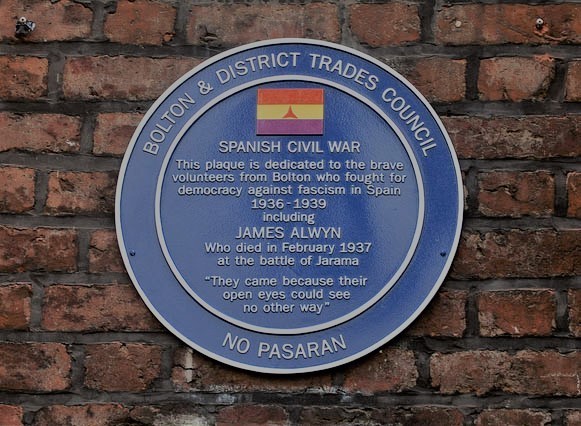 BOLTON & DISTRICT TRADES COUNCIL
SPANISH CIVIL WAR
This plaque is dedicated to the brave
volunteers from Bolton who fought for
democracy against fascism in Spain
1936-1939
including
JAMES ALWYN
Who died in February 1937
at the battle of Jarama
"They came because their
open eyes could see
no other way"
NO PASARAN